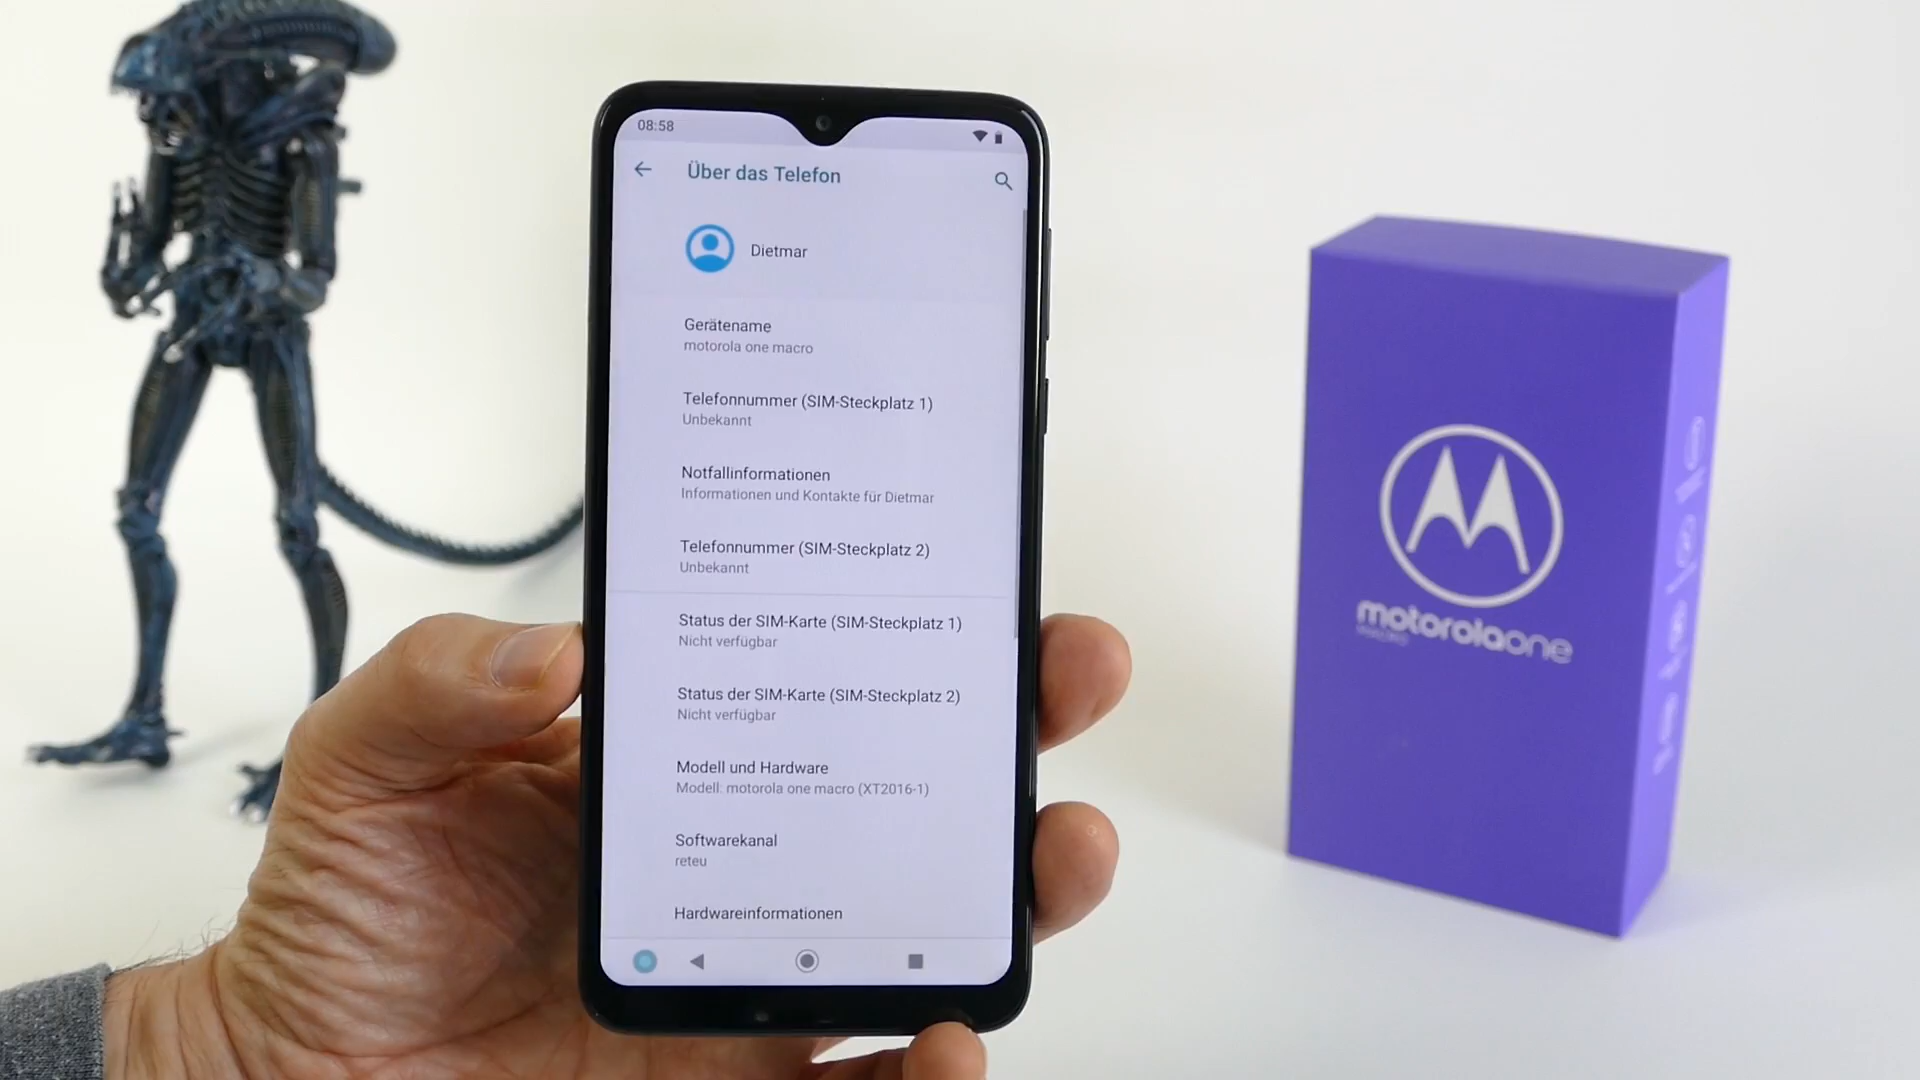 08:58
Über das Telefon
Dietmar
Gerätename
motorola one macro
Telefonnummer (SIM-Steckplatz 1)
Unbekannt
Notfallinformationen
Informationen und Kontakte für Dietmar
Telefonnummer (SIM-Steckplatz 2)
Unbekannt
Status der SIM-Karte (SIM-Steckplatz 1)
Nicht verfügbar
Status der SIM-Karte (SIM-Steckplatz 2)
Nicht verfügbar
Modell und Hardware
Modell: motorola one macro (XT2016-1)
Softwarekanal
reteu
Hardwareinformationen
motorola one